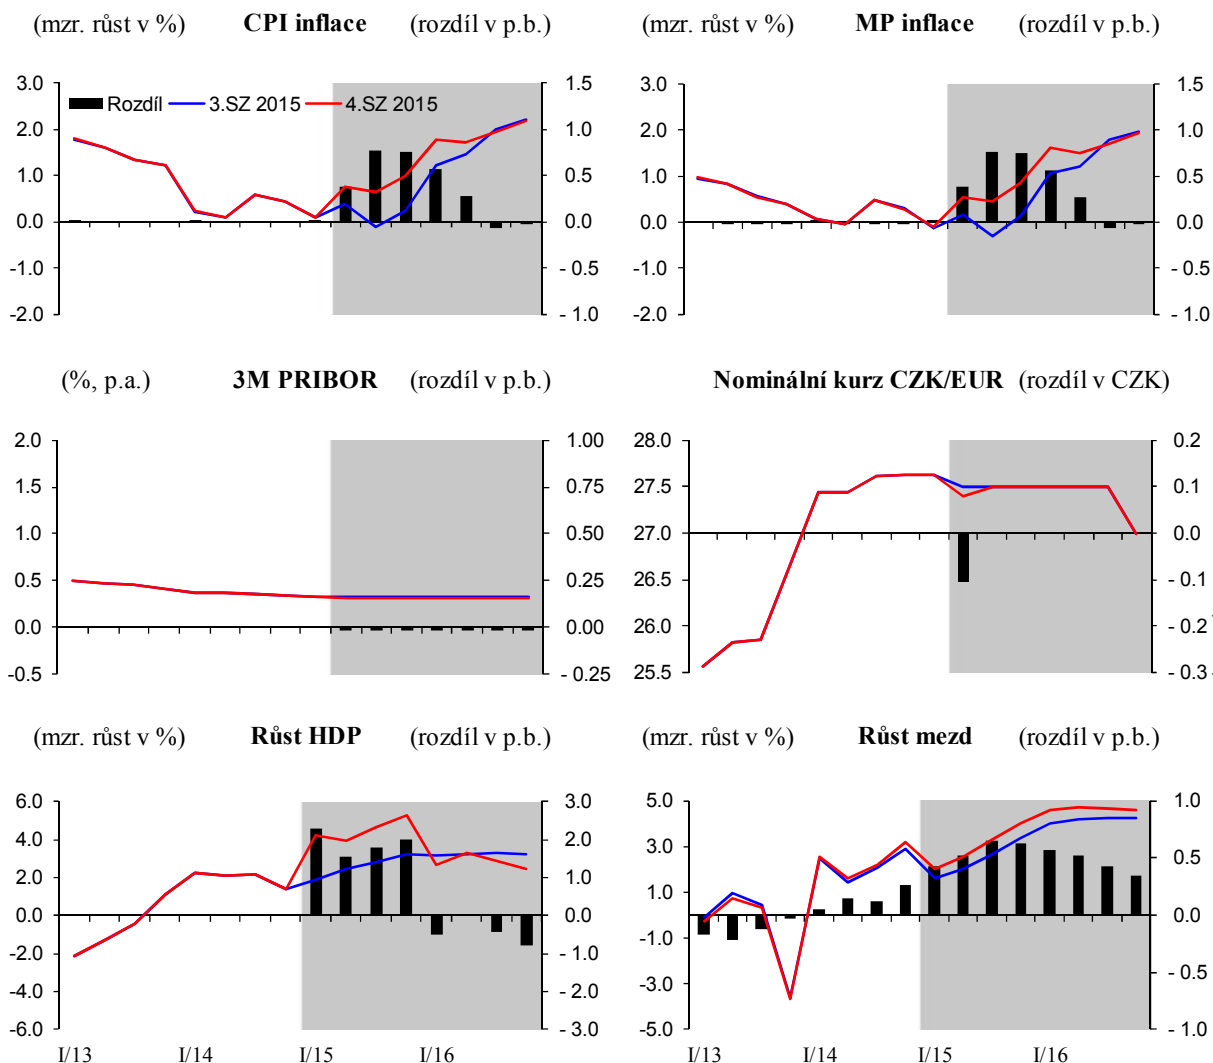 (mzr. růst v %) CPI inflace (rozdíl v p.b.)
3.0 1.5
Rozdíl 3.SZ 2015 4.SZ 2015
2.0 1.0
1.0 0.5
0.0 0.0
-1.0 - 0.5
-2.0 - 1.0
(mzr. růst v %) MP inflace (rozdíl v p.b.)
3.0 1.5
2.0 1.0
1.0 0.5
0.0 0.0
-1.0 - 0.5
-2.0 - 1.0
(%, p.a.) 3M PRIBOR (rozdíl v p.b.)
2.0 1.00
1.5 0.75
1.0 0.50
0.5 0.25
0.0 0.00
-0.5 - 0.25
Nominální kurz CZK/EUR (rozdíl v CZK)
28.0 0.2
27.5 0.1
27.0 0.0
26.5 - 0.1
26.0 - 0.2
25.5 - 0.3
(mzr. růst v %) Růst HDP (rozdíl v p.b.)
6.0 3.0
4.0 2.0
2.0 1.0
0.0 0.0
-2.0 - 1.0
-4.0 - 2.0
-6.0 - 3.0
I/13 I/14 I/15 I/16
(mzr. růst v %) Růst mezd (rozdíl v p.b.)
5.0 1.0
3.0 0.5
1.0 0.0
-1.0 - 0.5
-3.0 - 1.0
-5.0
I/13 I/14 I/15 I/16